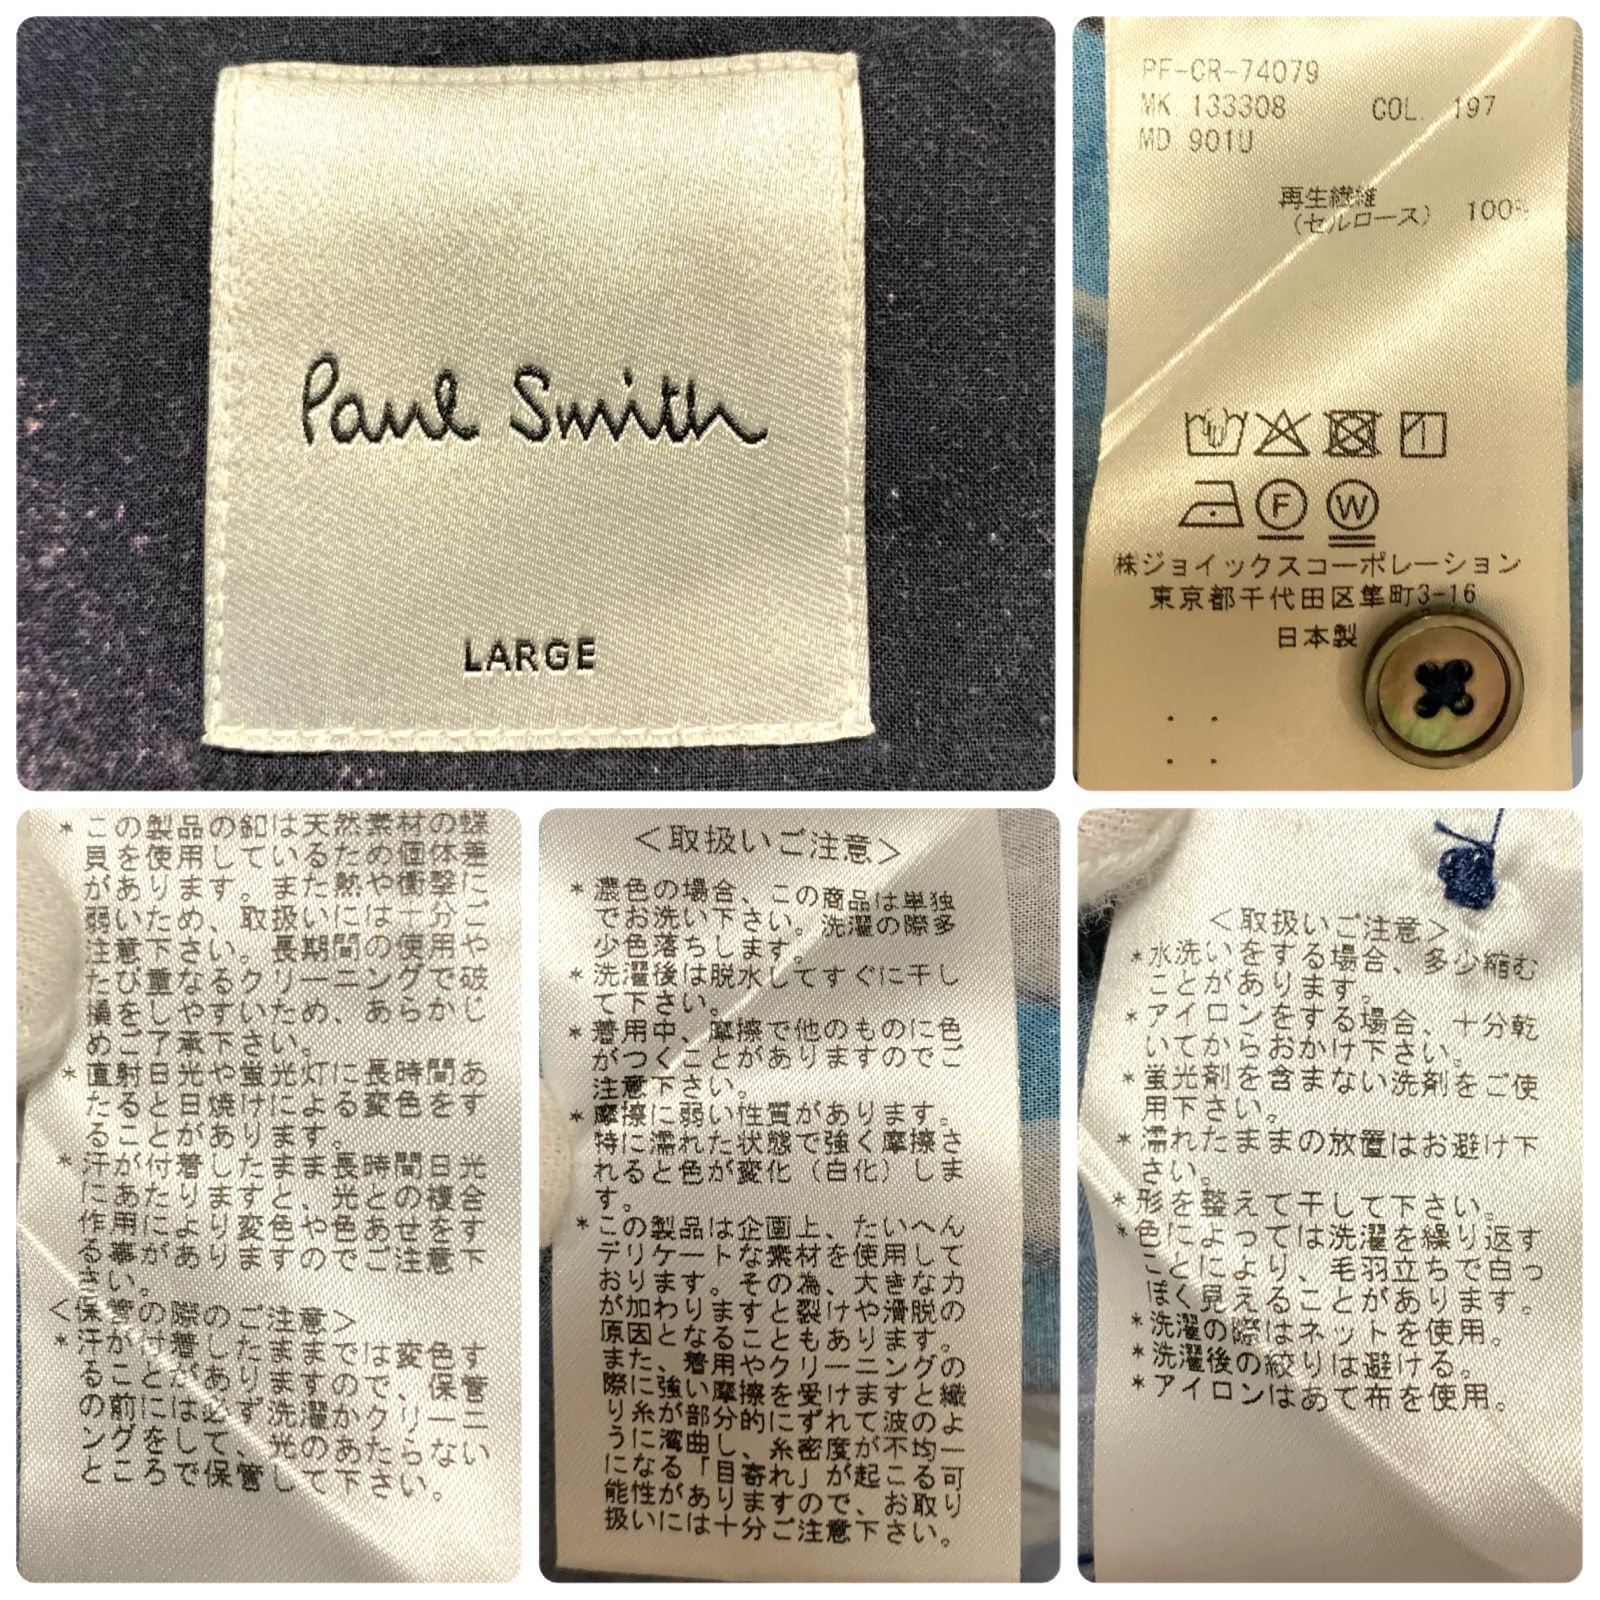 Paul Smith
LARGE
PF-CR-74079
MK 133308 COL. 197
MD 901U
再生繊維
(セルロース) 100%
F W
㈱ジョイックスコーポレーション
東京都千代田区隼町3-16
日本製
*この製品の釦は天然素材の蝶
貝を使用しているため個体差
があります。また熱や衝撃に
弱いため、取扱いには十分ご
注意下さい。長期間の使用や
たび重なるクリーニングで破
損をしやすいため、あらかじ
めご了承下さい。
*直射日光や蛍光灯に長時間あ
たると日焼けによる変色をす
ることがあります。
*汗が付着したまま長時間日光
にあたりますと、光との複合
作用により変色や色あせをす
る事がありますのでご注意下
さい。
<保管の際のご注意>
*汗が付着したままでは変色す
ることがありますので、保管
の前には必ず洗濯かクリーニ
ングをして、光のあたらない
ところで保管して下さい。
<取扱いご注意>
*濃色の場合、この商品は単独
でお洗い下さい。洗濯の際多
少色落ちします。
*洗濯後は脱水してすぐに干し
て下さい。
*着用中、摩擦で他のものに色
がつくことがありますのでご
注意下さい。
*摩擦に弱い性質があります。
特に濡れた状態で強く摩擦さ
れると色が変化(白化)しま
す。
*この製品は企画上、たいへん
デリケートな素材を使用して
おります。その為、大きな力
が加わりますと裂けや滑脱の
原因となることもあります。
また、着用やクリーニングの
際に強い摩擦を受けますと織
り糸が部分的にずれて波のよ
うに湾曲し、糸密度が不均一
になる「目寄れ」が起こる可
能性がありますので、お取り
扱いには十分ご注意下さい。
<取扱いご注意>
*水洗いをする場合、多少縮む
ことがあります。
*アイロンをする場合、十分乾
いてからおかけ下さい。
*蛍光剤を含まない洗剤をご使
用下さい。
*濡れたままの放置はお避け下
さい。
*形を整えて干して下さい。
*色によっては洗濯を繰り返す
ことにより、毛羽立ちで白っ
ぽく見えることがあります。
*洗濯の際はネットを使用。
*洗濯後の絞りは避ける。
*アイロンはあて布を使用。